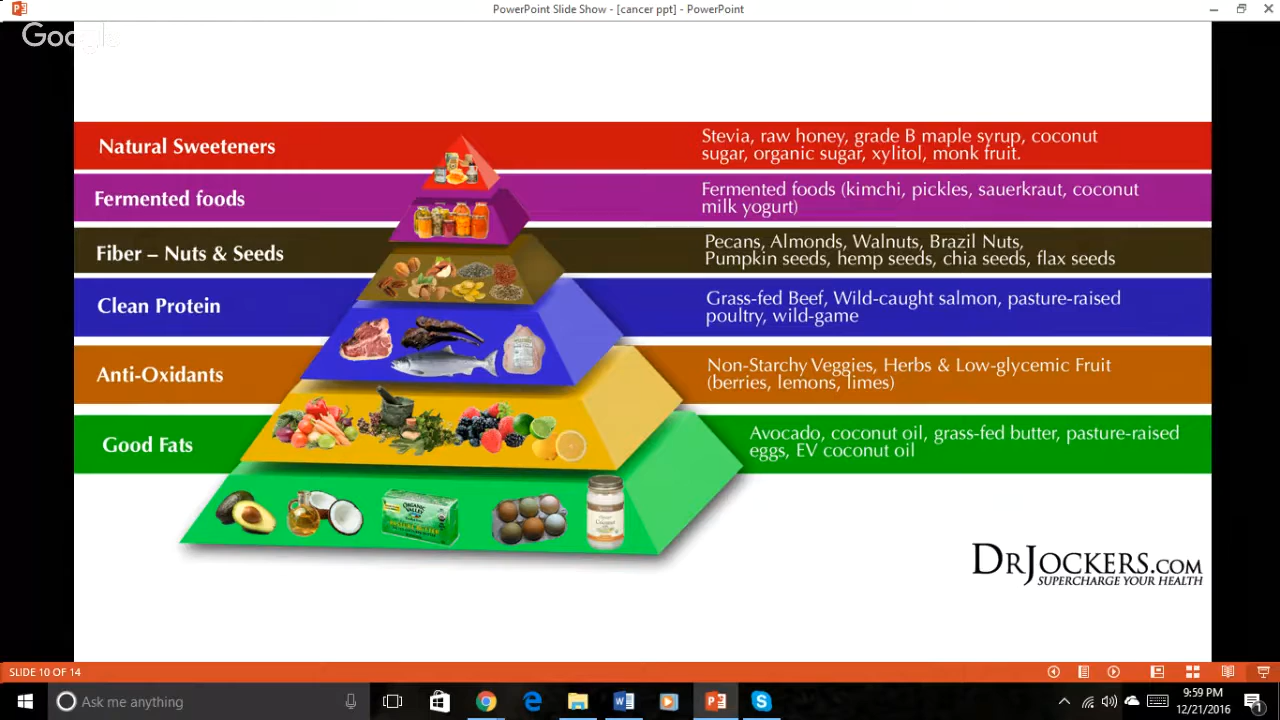 PowerPoint Slide Show - [cancer ppt] - PowerPoint
Google
Natural Sweeteners
Stevia, raw honey, grade B maple syrup, coconut
sugar, organic sugar, xylitol, monk fruit.
Fermented foods
Fermented foods (kimchi, pickles, sauerkraut, coconut
milk yogurt)
Fiber – Nuts & Seeds
Pecans, Almonds, Walnuts, Brazil Nuts,
Pumpkin seeds, hemp seeds, chia seeds, flax seeds
Clean Protein
Grass-fed Beef, Wild-caught salmon, pasture-raised
poultry, wild-game
Anti-Oxidants
Non-Starchy Veggies, Herbs & Low-glycemic Fruit
(berries, lemons, limes)
Good Fats
Avocado, coconut oil, grass-fed butter, pasture-raised
eggs, EV coconut oil
ORGANIC
VALLEY
DRJOCKERS.COM
SUPERCHARGE YOUR HEALTH
SLIDE 10 OF 14
Ask me anything
9:59 PM
12/21/2016
1